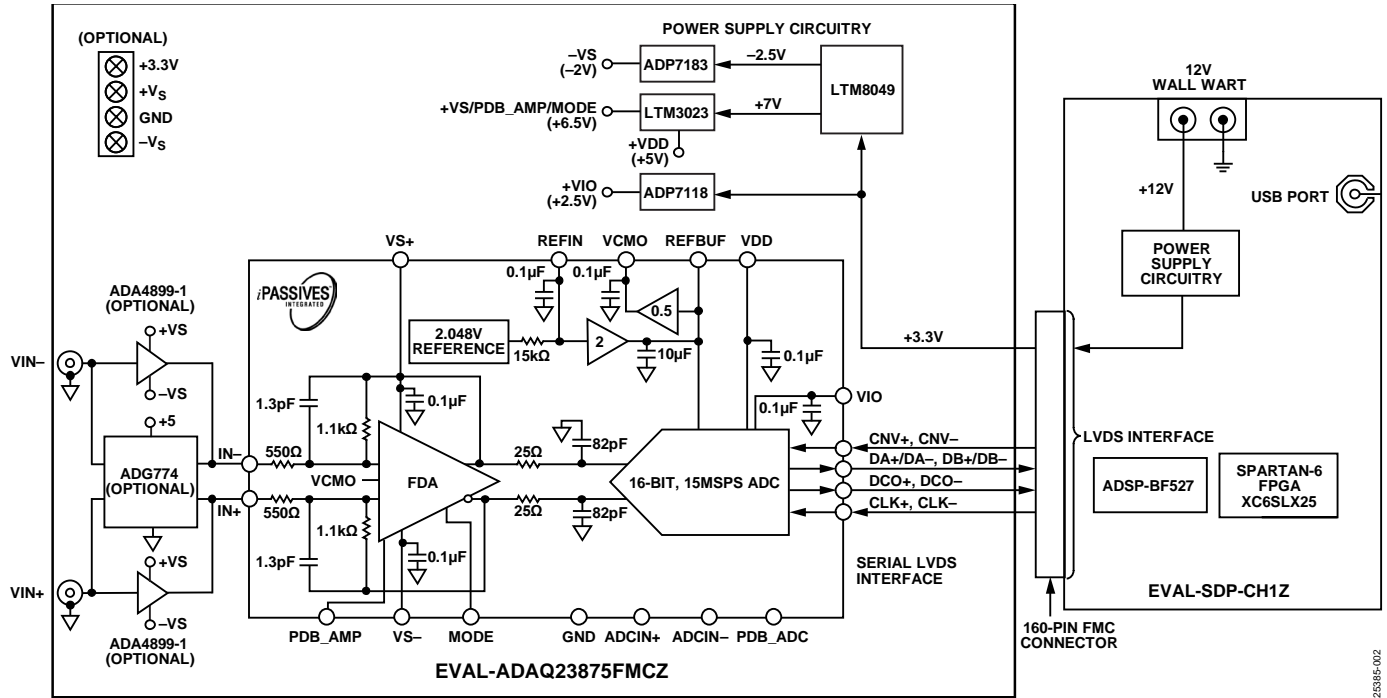 (OPTIONAL)
+3.3V
+VS
GND
–VS
POWER SUPPLY CIRCUITRY
–VS
(–2V)
ADP7183
–2.5V
LTM8049
+VS/PDB_AMP/MODE
(+6.5V)
LTM3023
+7V
+VDD
(+5V)
+VIO
(+2.5V)
ADP7118
12V
WALL WART
+12V
USB PORT
POWER
SUPPLY
CIRCUITRY
+3.3V
VS+
REFIN
VCMO
REFBUF
VDD
iPASSIVES
INTEGRATED
0.1µF
0.1µF
0.5
2.048V
REFERENCE
15kΩ
2
10µF
0.1µF
ADA4899-1
(OPTIONAL)
+VS
VIN–
–VS
+5
ADG774
(OPTIONAL)
IN–
IN+
+VS
VIN+
–VS
ADA4899-1
(OPTIONAL)
1.3pF
0.1µF
1.1kΩ
550Ω
VCMO
FDA
550Ω
1.1kΩ
1.3pF
0.1µF
25Ω
82pF
25Ω
82pF
16-BIT, 15MSPS ADC
0.1µF
VIO
CNV+, CNV–
DA+/DA–, DB+/DB–
DCO+, DCO–
CLK+, CLK–
SERIAL LVDS
INTERFACE
LVDS INTERFACE
ADSP-BF527
SPARTAN-6
FPGA
XC6SLX25
PDB_AMP
VS–
MODE
GND
ADCIN+
ADCIN–
PDB_ADC
EVAL-ADAQ23875FMCZ
160-PIN FMC
CONNECTOR
EVAL-SDP-CH1Z
25385-002